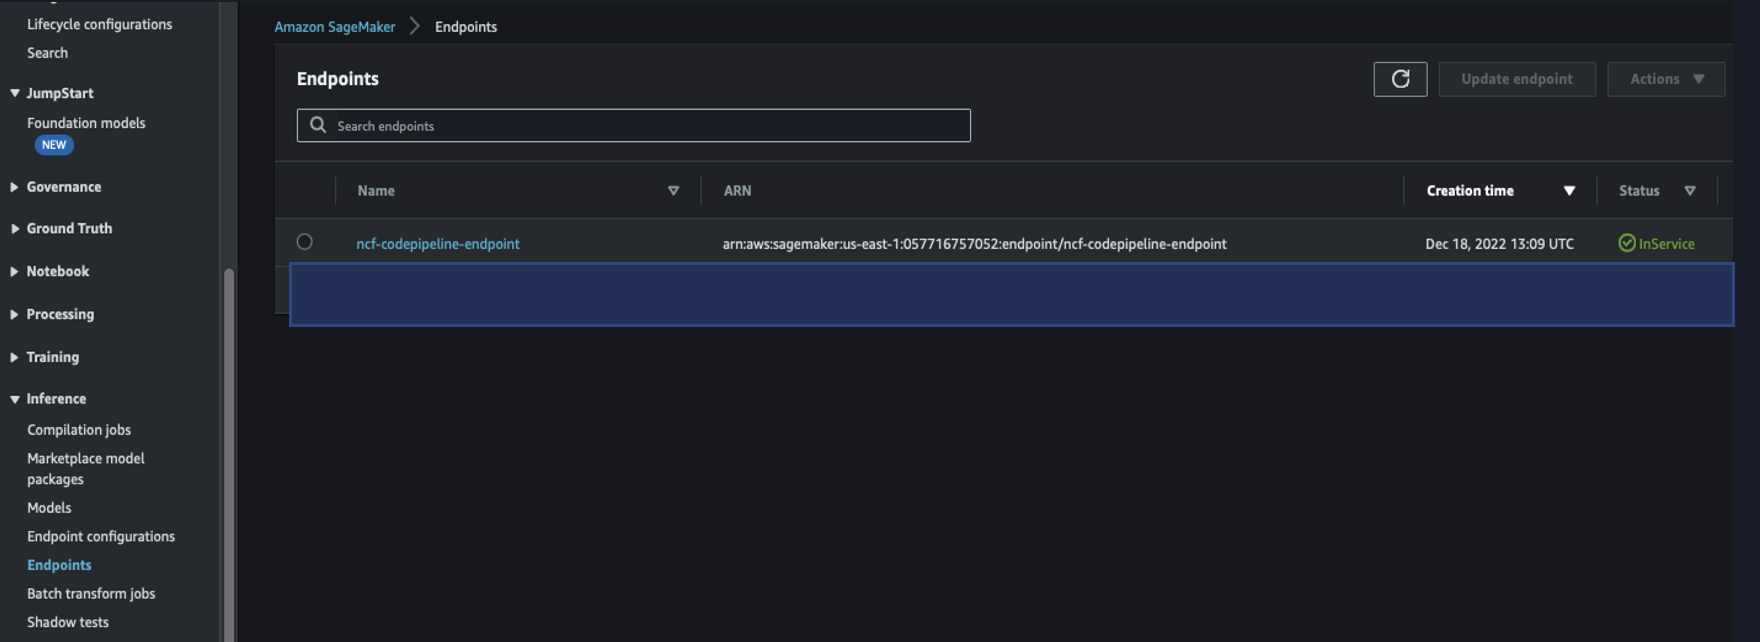 Lifecycle configurations
Search
JumpStart
Foundation models
NEW
Governance
Ground Truth
Notebook
Processing
Training
Inference
Compilation jobs
Marketplace model
packages
Models
Endpoint configurations
Endpoints
Batch transform jobs
Shadow tests
Amazon SageMaker Endpoints
Endpoints
Update endpoint Actions
Search endpoints
Name ARN Creation time Status
ncf-codepipeline-endpoint arn:aws:sagemaker:us-east-1:057716757052:endpoint/ncf-codepipeline-endpoint Dec 18, 2022 13:09 UTC InService